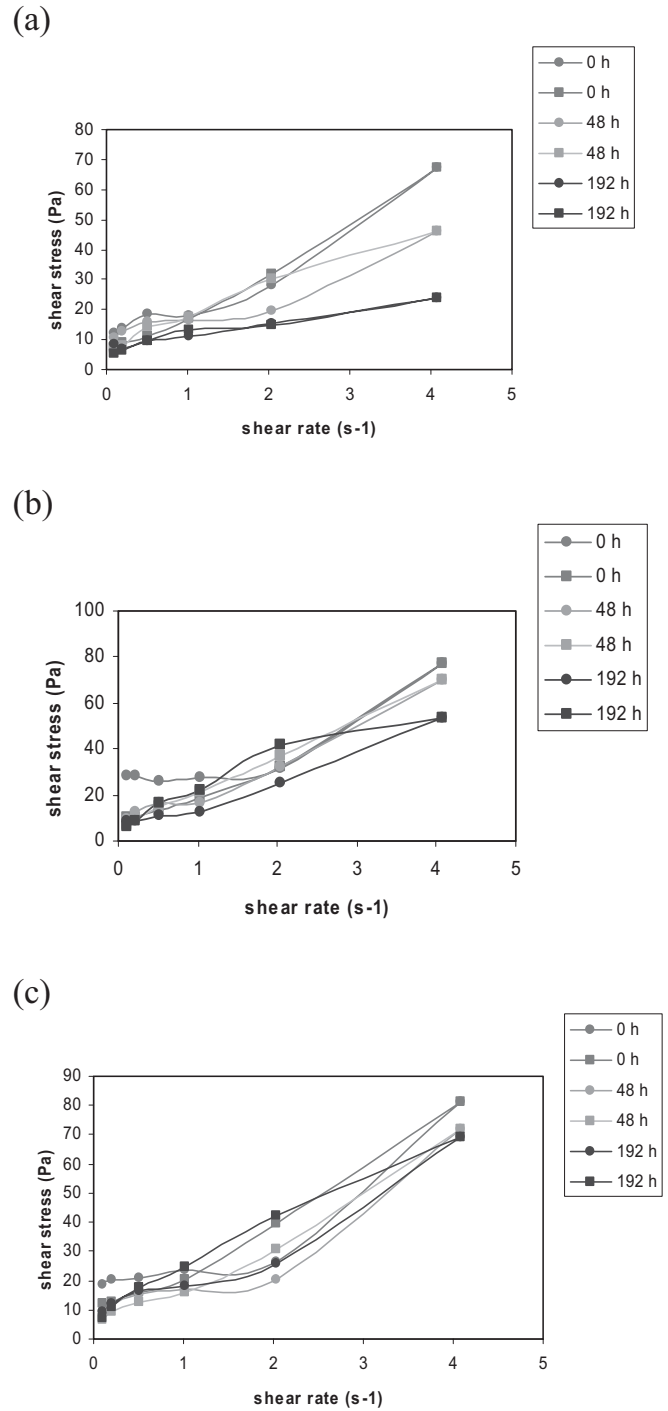 (a)
0 h
0 h
48 h
48 h
192 h
192 h
80
70
60
50
40
30
20
10
0
shear stress (Pa)
0 1 2 3 4 5
shear rate (s-1)
(b)
0 h
0 h
48 h
48 h
192 h
192 h
100
80
60
40
20
0
shear stress (Pa)
0 1 2 3 4 5
shear rate (s-1)
(c)
0 h
0 h
48 h
48 h
192 h
192 h
90
80
70
60
50
40
30
20
10
0
shear stress (Pa)
0 1 2 3 4 5
shear rate (s-1)